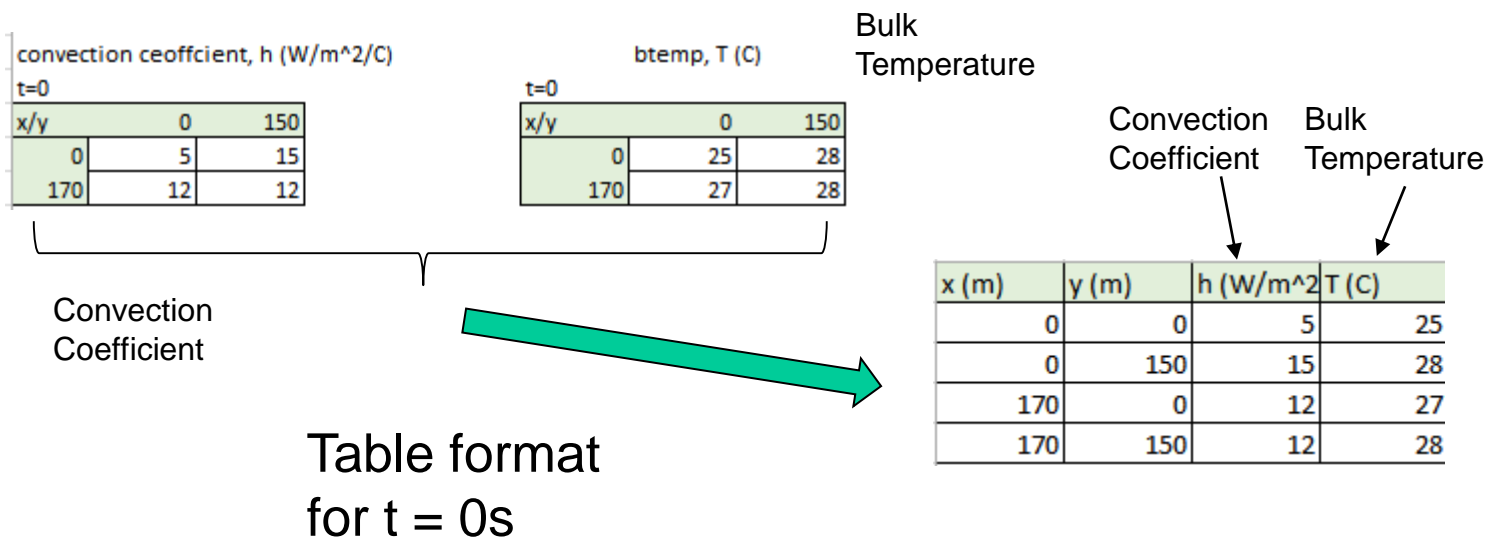 Bulk
Temperature
convection ceoffcient, h (W/m^2/C)
btemp, T (C)
t=0
t=0
x/y 0 150
0 5 15
170 12 12
x/y 0 150
0 25 28
170 27 28
Convection
Coefficient
Bulk
Temperature
x (m) y (m) h (W/m^2 T (C)
0 0 5 25
0 150 15 28
170 0 12 27
170 150 12 28
Convection
Coefficient
Table format
for t = 0s